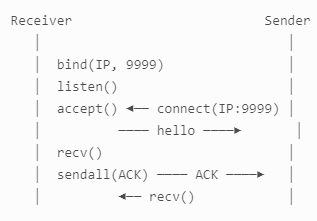 Receiver                          Sender
   │                                 │
   │  bind(IP, 9999)                 │
   │  listen()                       │
   │  accept() ◄── connect(IP:9999) │
   │          ──── hello ────►       │
   │  recv()                         │
   │  sendall(ACK) ──── ACK ────►   │
   │          ◄── recv()             │